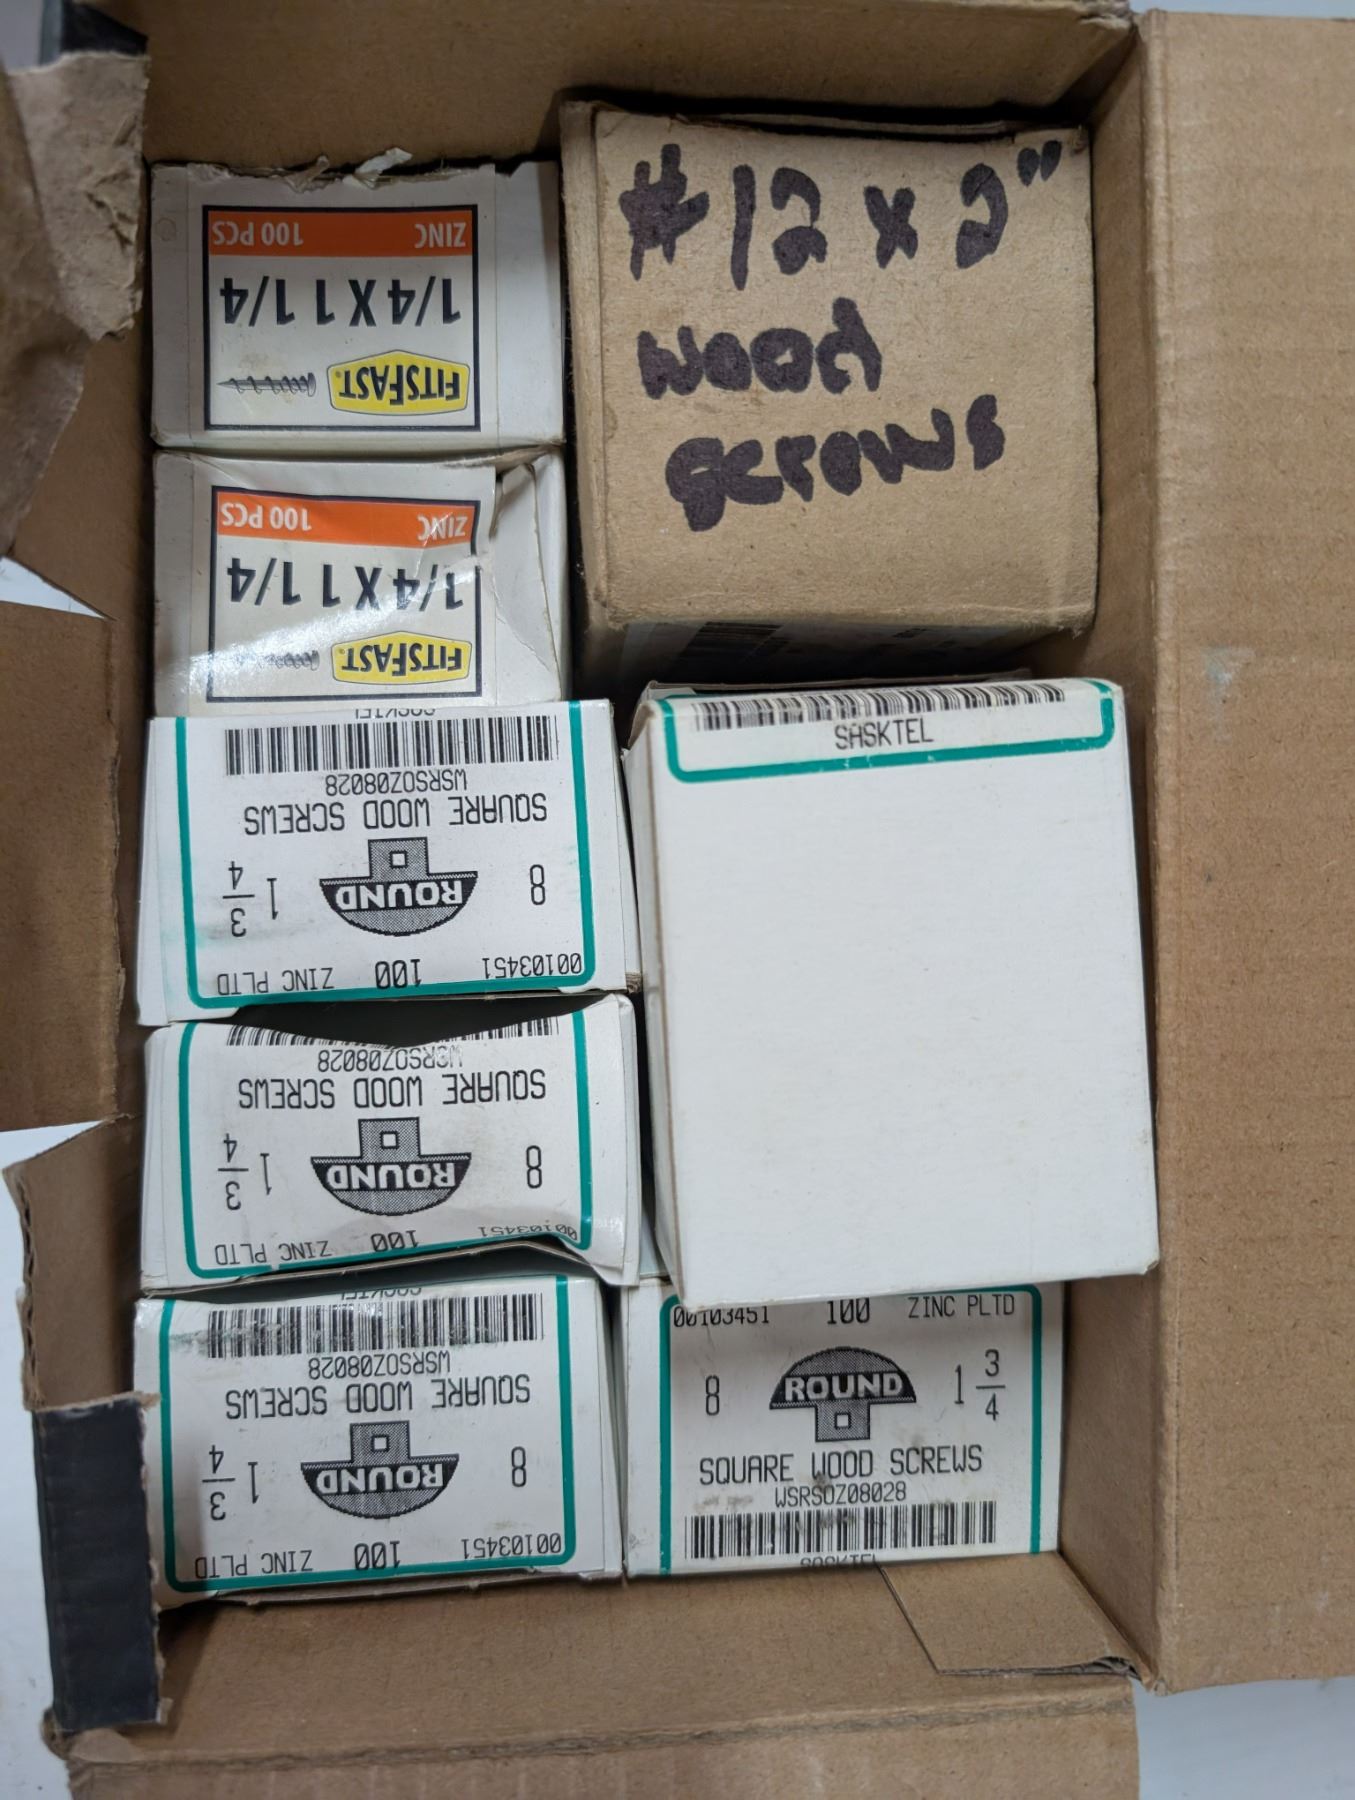 ZINC 100 PCS
1/4 X 1 1/4
FITSFAST
#12 x 2"
wood
screws
ZINC 100 PCS
1/4 X 1 1/4
FITSFAST
SASKTEL
00103451 100 ZINC PLTD
8 ROUND 1 3/4
SQUARE WOOD SCREWS
WSRSOZ08028
SASKTEL
00103451 100 ZINC PLTD
8 ROUND 1 3/4
SQUARE WOOD SCREWS
WSRSOZ08028
00103451 100 ZINC PLTD
8 ROUND 1 3/4
SQUARE WOOD SCREWS
WSRSOZ08028
SASKTEL
00103451 100 ZINC PLTD
8 ROUND 1 3/4
SQUARE WOOD SCREWS
WSRSOZ08028
SASKTEL